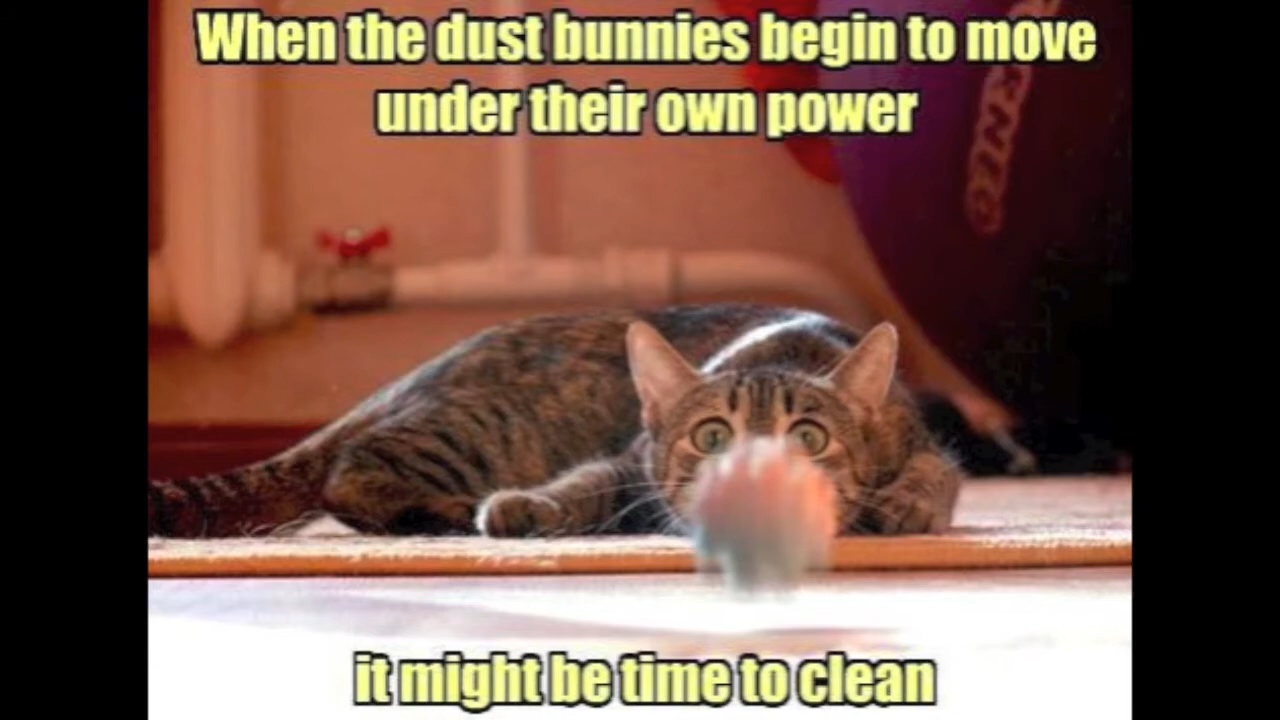 When the dust bunnies begin to move
under their own power
it might be time to clean